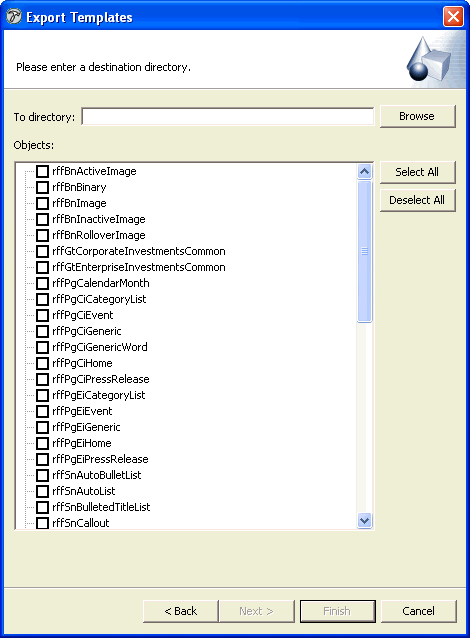 Export Templates
Please enter a destination directory.
To directory:
Browse
Objects:
Select All
Deselect All
rffBnActiveImage
rffBnBinary
rffBnImage
rffBnInactiveImage
rffBnRolloverImage
rffGtCorporateInvestmentsCommon
rffGtEnterpriseInvestmentsCommon
rffPgCalendarMonth
rffPgCiCategoryList
rffPgCiEvent
rffPgCiGeneric
rffPgCiGenericWord
rffPgCiHome
rffPgCiPressRelease
rffPgEiCategoryList
rffPgEiEvent
rffPgEiGeneric
rffPgEiHome
rffPgEiPressRelease
rffSnAutoBulletList
rffSnAutoList
rffSnBulletedTitleList
rffSnCallout
< Back
Next >
Finish
Cancel